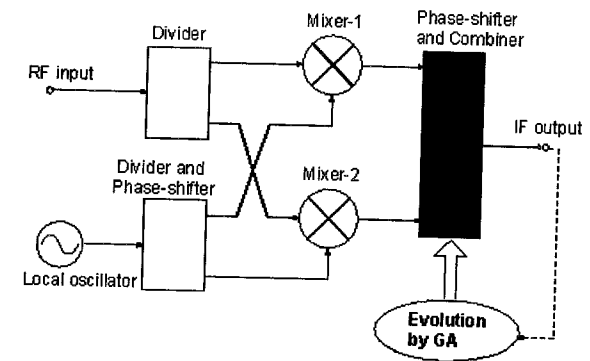 Phase-shifter
and Combiner
Mixer-1
Divider
RF input
IF output
Divider and
Phase-shifter
Mixer-2
Local oscillator
Evolution
by GA